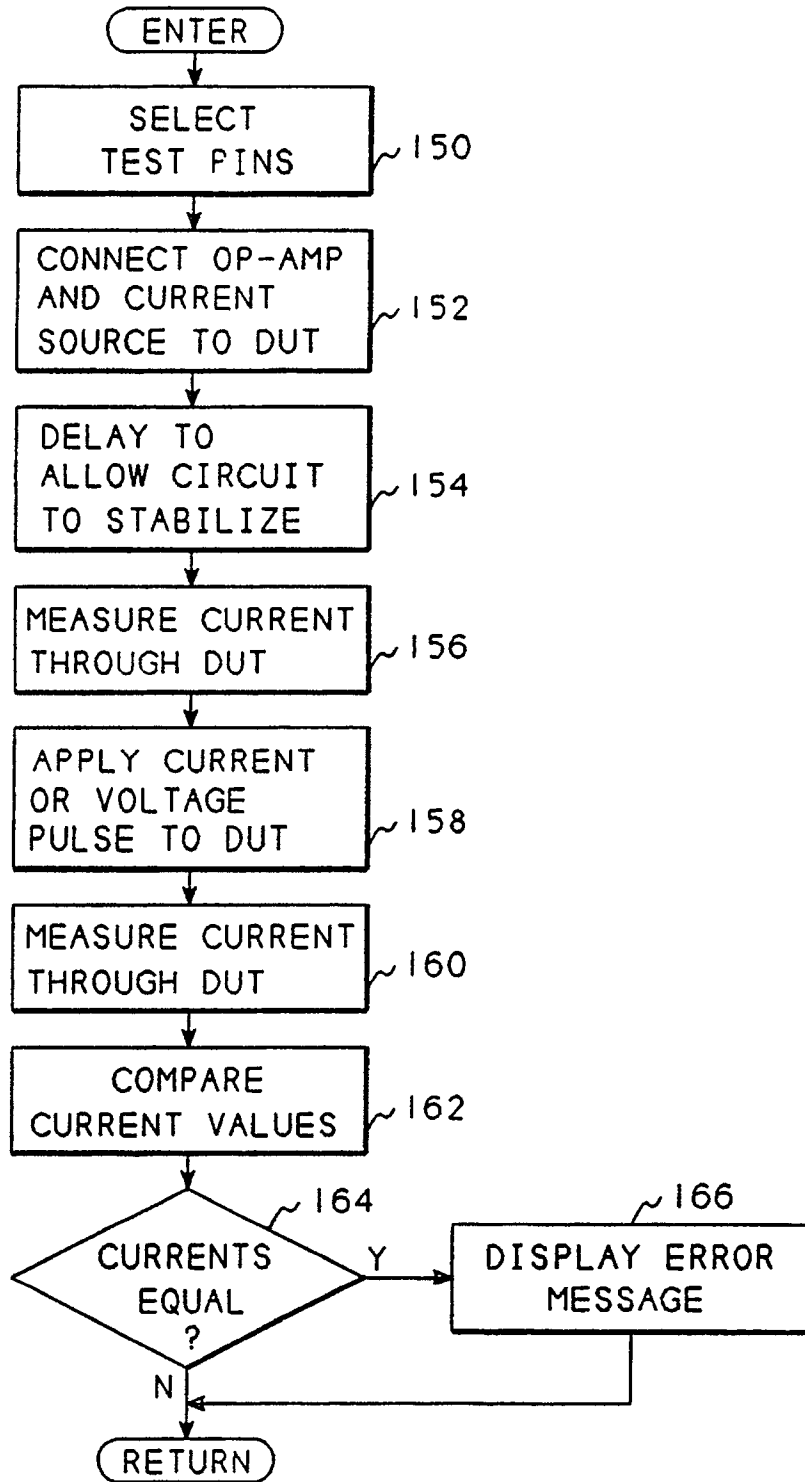 ENTER
SELECT
TEST PINS
150
CONNECT OP-AMP
AND CURRENT
SOURCE TO DUT
152
DELAY TO
ALLOW CIRCUIT
TO STABILIZE
154
MEASURE CURRENT
THROUGH DUT
156
APPLY CURRENT
OR VOLTAGE
PULSE TO DUT
158
MEASURE CURRENT
THROUGH DUT
160
COMPARE
CURRENT VALUES
162
164
CURRENTS
EQUAL
?
Y
166
DISPLAY ERROR
MESSAGE
N
RETURN